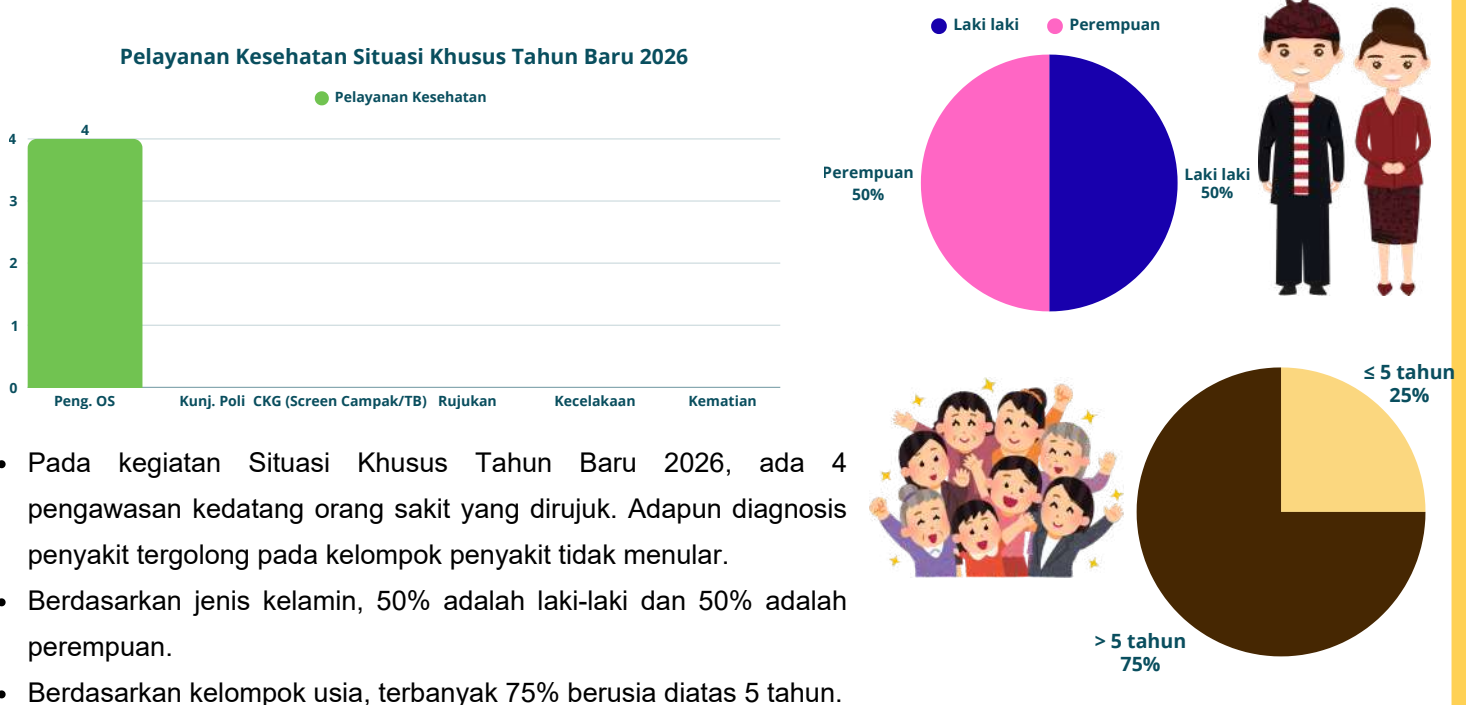 Pelayanan Kesehatan Situasi Khusus Tahun Baru 2026
Pelayanan Kesehatan
4
3
2
1
0
4
Peng. OS
Kunj. Poli
CKG (Screen Campak/TB)
Rujukan
Kecelakaan
Kematian
Laki laki
Perempuan
Perempuan
50%
Laki laki
50%
≤ 5 tahun
25%
> 5 tahun
75%
• Pada kegiatan Situasi Khusus Tahun Baru 2026, ada 4
pengawasan kedatang orang sakit yang dirujuk. Adapun diagnosis
penyakit tergolong pada kelompok penyakit tidak menular.
• Berdasarkan jenis kelamin, 50% adalah laki-laki dan 50% adalah
perempuan.
• Berdasarkan kelompok usia, terbanyak 75% berusia diatas 5 tahun.